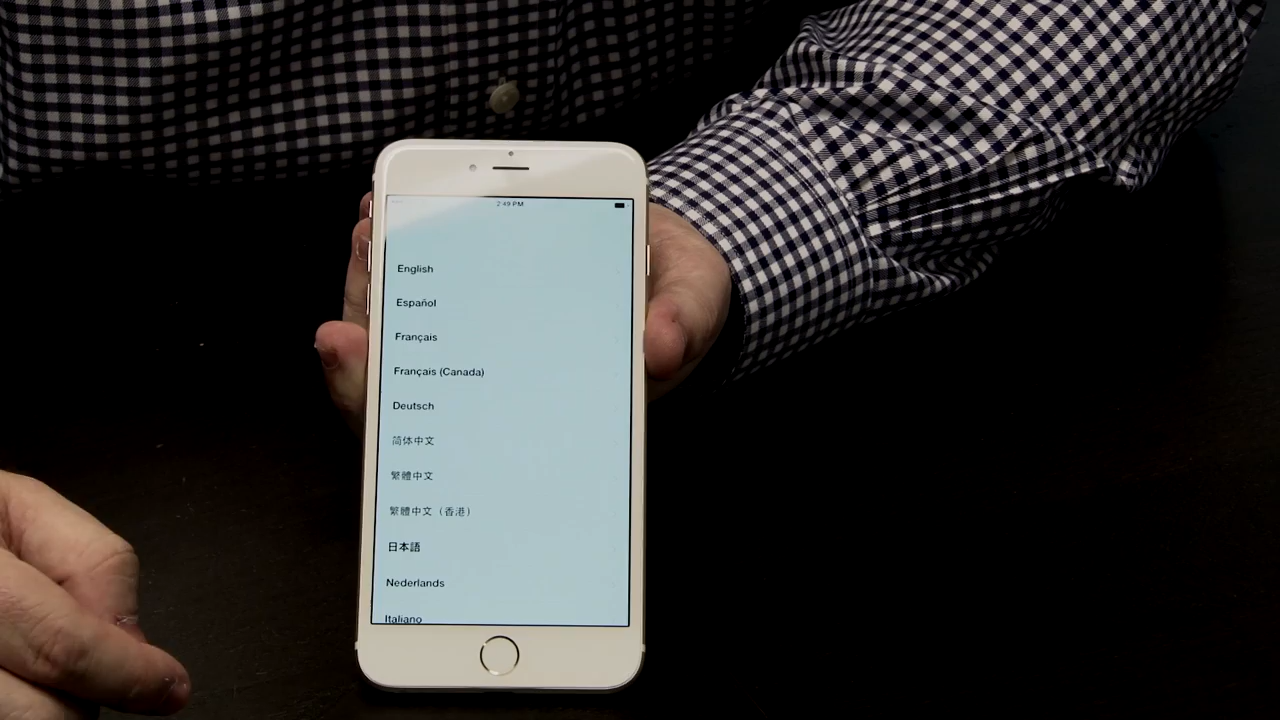 2:49 PM
English
Español
Français
Français (Canada)
Deutsch
简体中文
繁體中文
繁體中文（香港）
日本語
Nederlands
Italiano